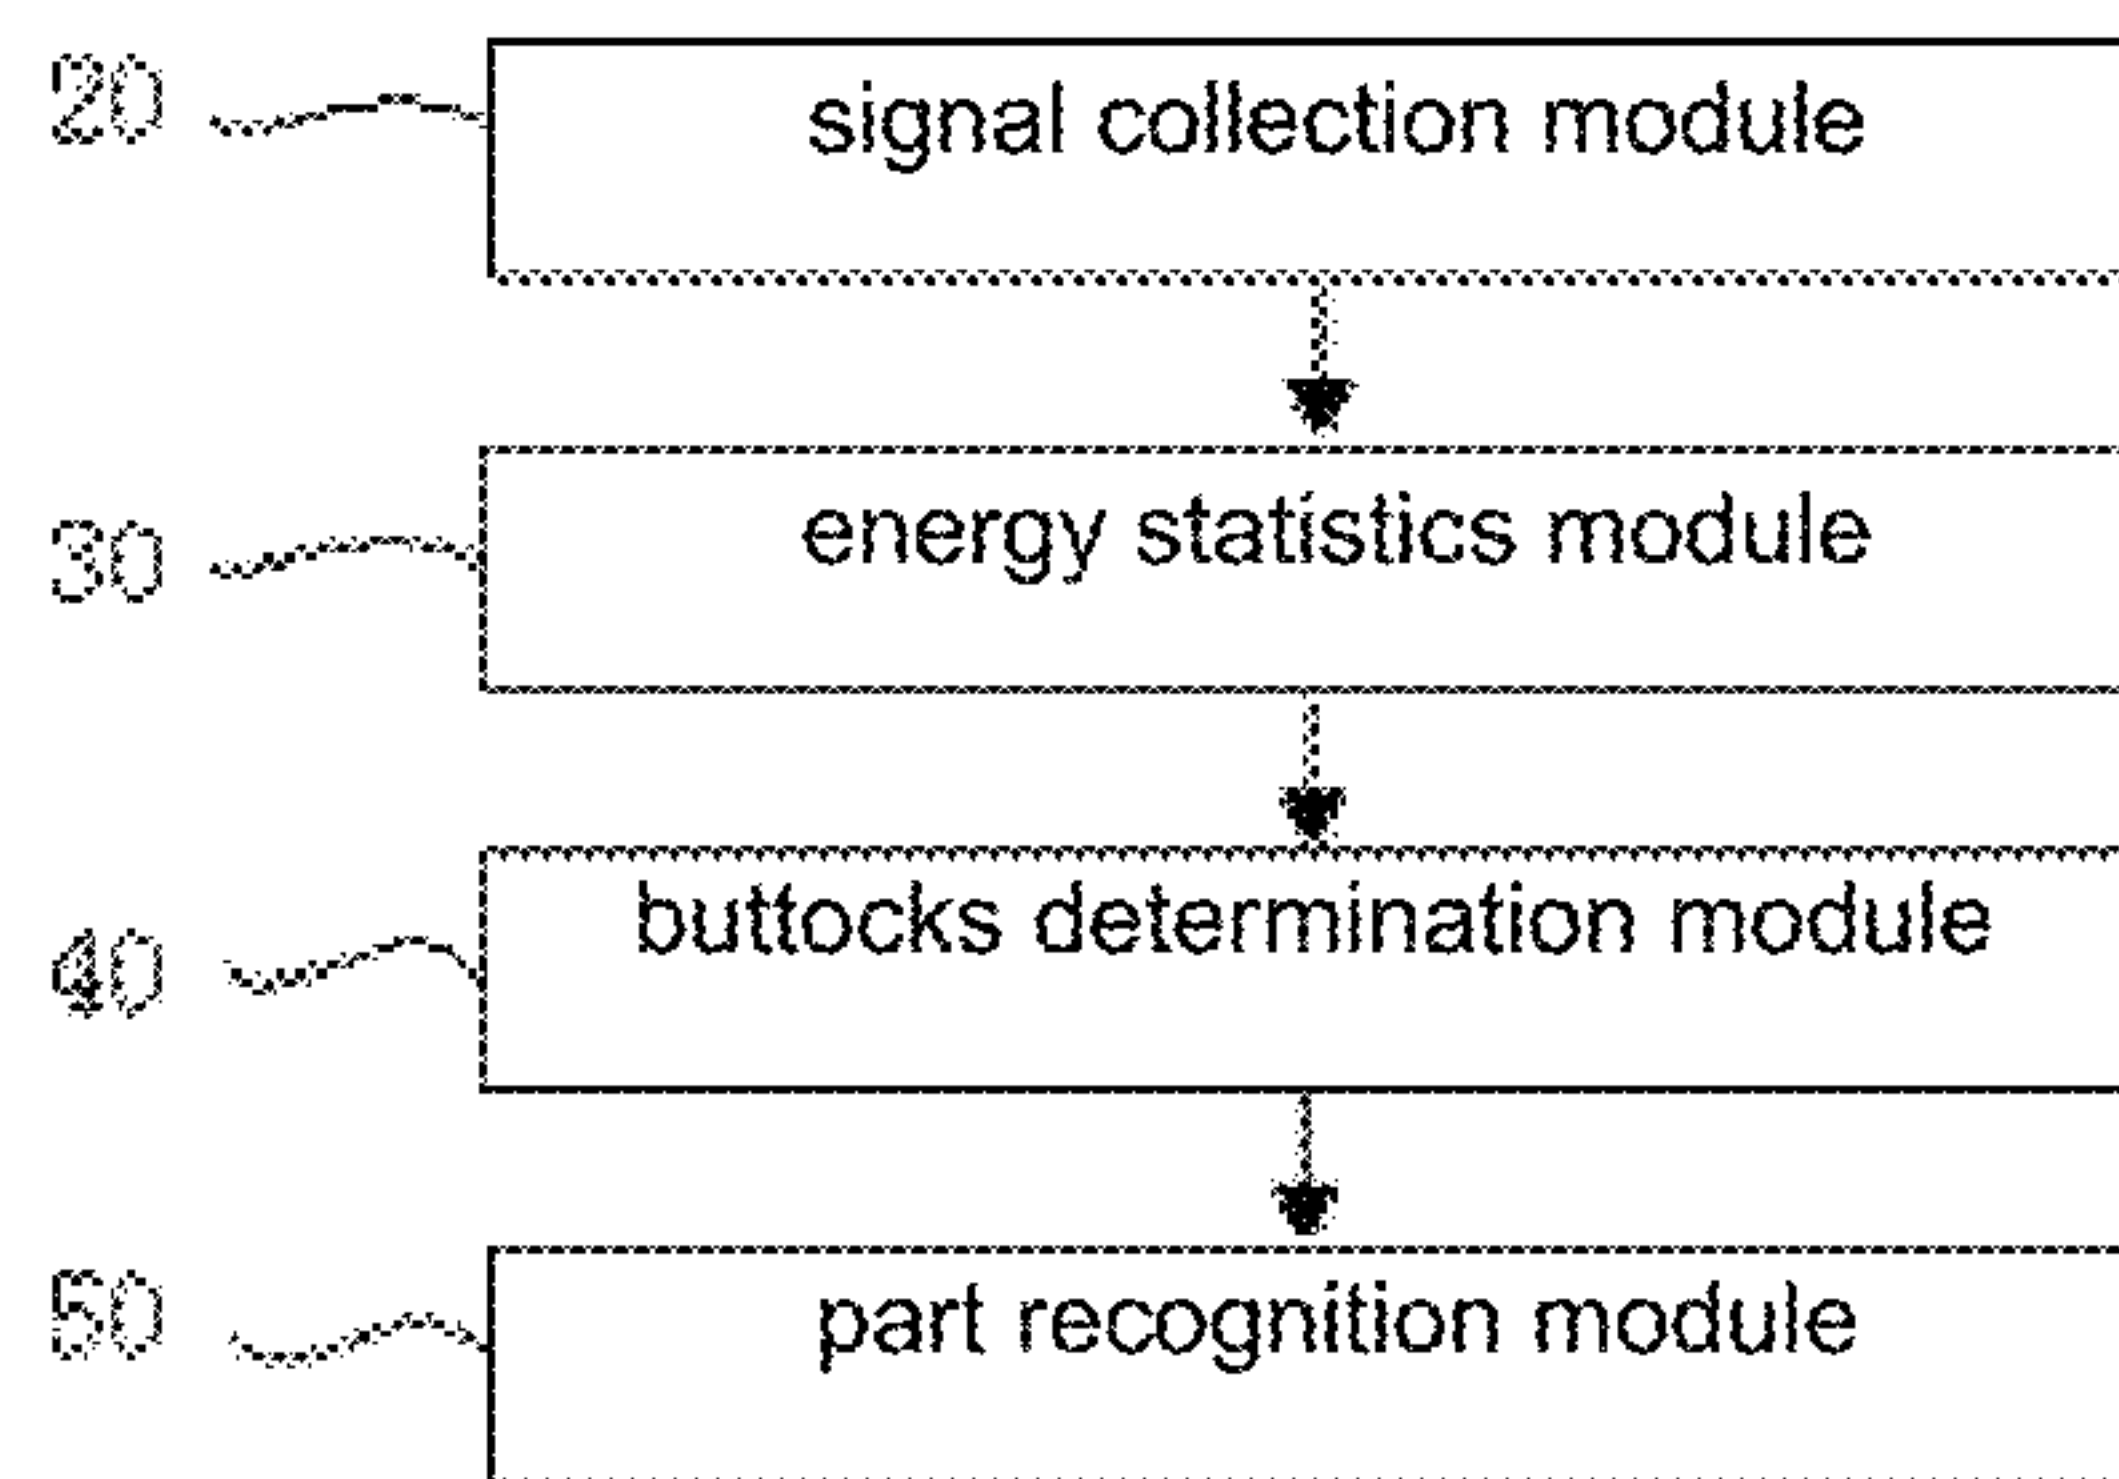 20 signal collection module
30 energy statistics module
40 buttocks determination module
50 part recognition module